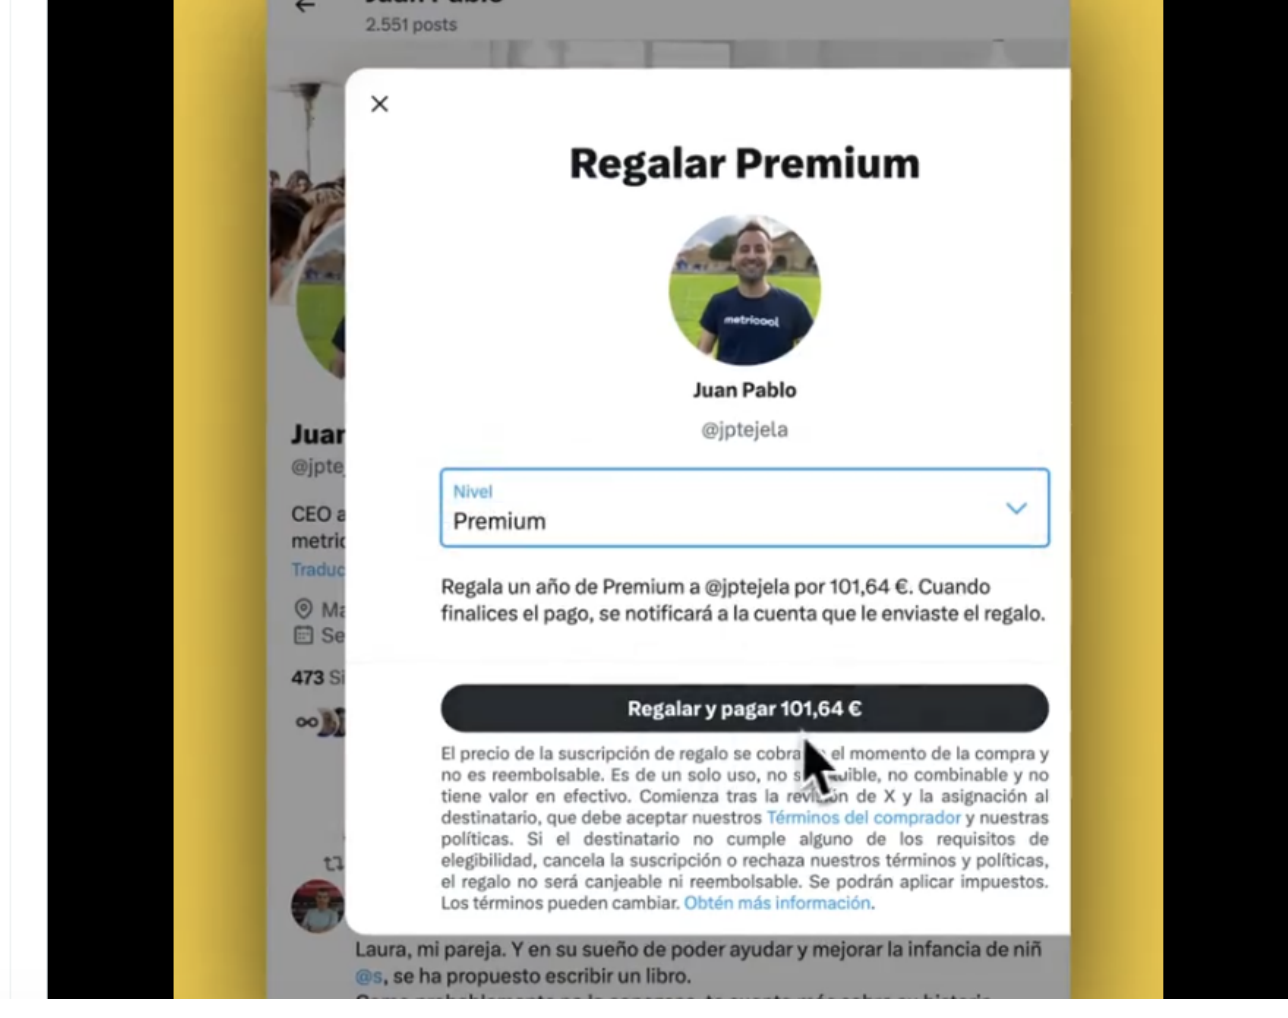 2.551 posts
Regalar Premium
metricool
Juan Pablo
@jptejela
Juar
@jpte
CEO a
metric
Traduc
Ma
Se
473 Si
Nivel
Premium
Regala un año de Premium a @jptejela por 101,64 €. Cuando
finalices el pago, se notificará a la cuenta que le enviaste el regalo.
Regalar y pagar 101,64 €
El precio de la suscripción de regalo se cobra el momento de la compra y
no es reembolsable. Es de un solo uso, no no combinable y no
tiene valor en efectivo. Comienza tras la revisión de X y la asignación al
destinatario, que debe aceptar nuestros Términos del comprador y nuestras
políticas. Si el destinatario no cumple alguno de los requisitos de
elegibilidad, cancela la suscripción o rechaza nuestros términos y políticas,
el regalo no será canjeable ni reembolsable. Se podrán aplicar impuestos.
Los términos pueden cambiar. Obtén más información.
Laura, mi pareja. Y en su sueño de poder ayudar y mejorar la infancia de niñ
@s, se ha propuesto escribir un libro.